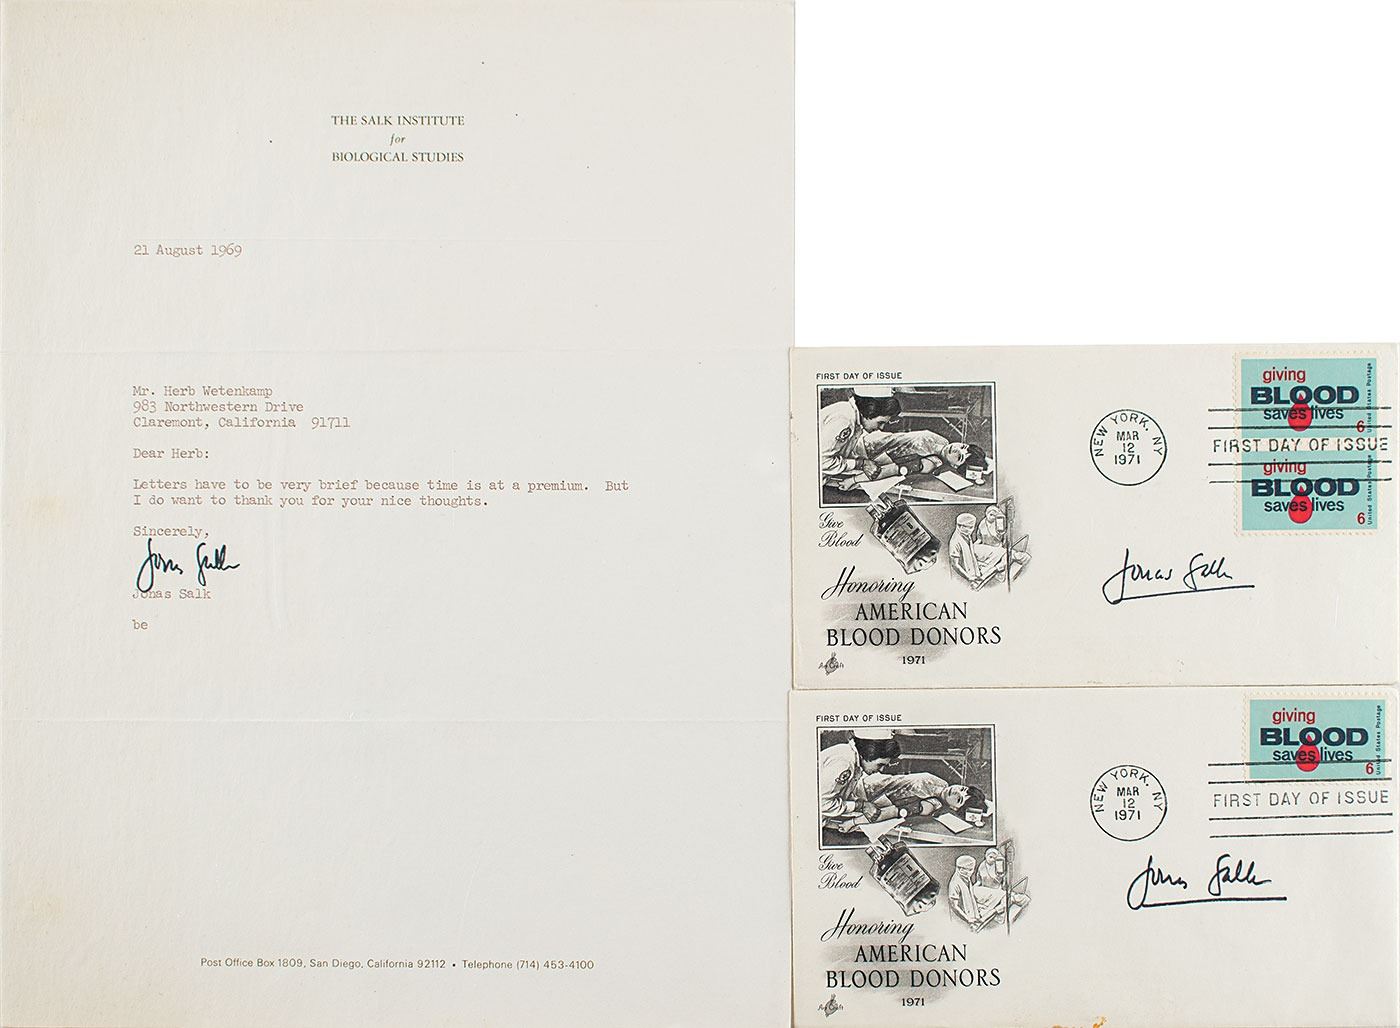 THE SALK INSTITUTE
for
BIOLOGICAL STUDIES
21 August 1969
Mr. Herb Wetenkamp
983 Northwestern Drive
Claremont, California 91711
Dear Herb:
Letters have to be very brief because time is at a premium. But
I do want to thank you for your nice thoughts.
Sincerely,
Jonas Salk
Jonas Salk
be
Post Office Box 1809, San Diego, California 92112 • Telephone (714) 453-4100
FIRST DAY OF ISSUE
Give
Blood
Honoring
AMERICAN
BLOOD DONORS
1971
Art Craft
NEW YORK, NY
MAR
12
1971
giving
BLOOD
saves lives
6
United States Postage
FIRST DAY OF ISSUE
giving
BLOOD
saves lives
6
United States Postage
Jonas Salk
FIRST DAY OF ISSUE
Give
Blood
Honoring
AMERICAN
BLOOD DONORS
1971
Art Craft
NEW YORK, NY
MAR
12
1971
giving
BLOOD
saves lives
6
United States Postage
FIRST DAY OF ISSUE
Jonas Salk